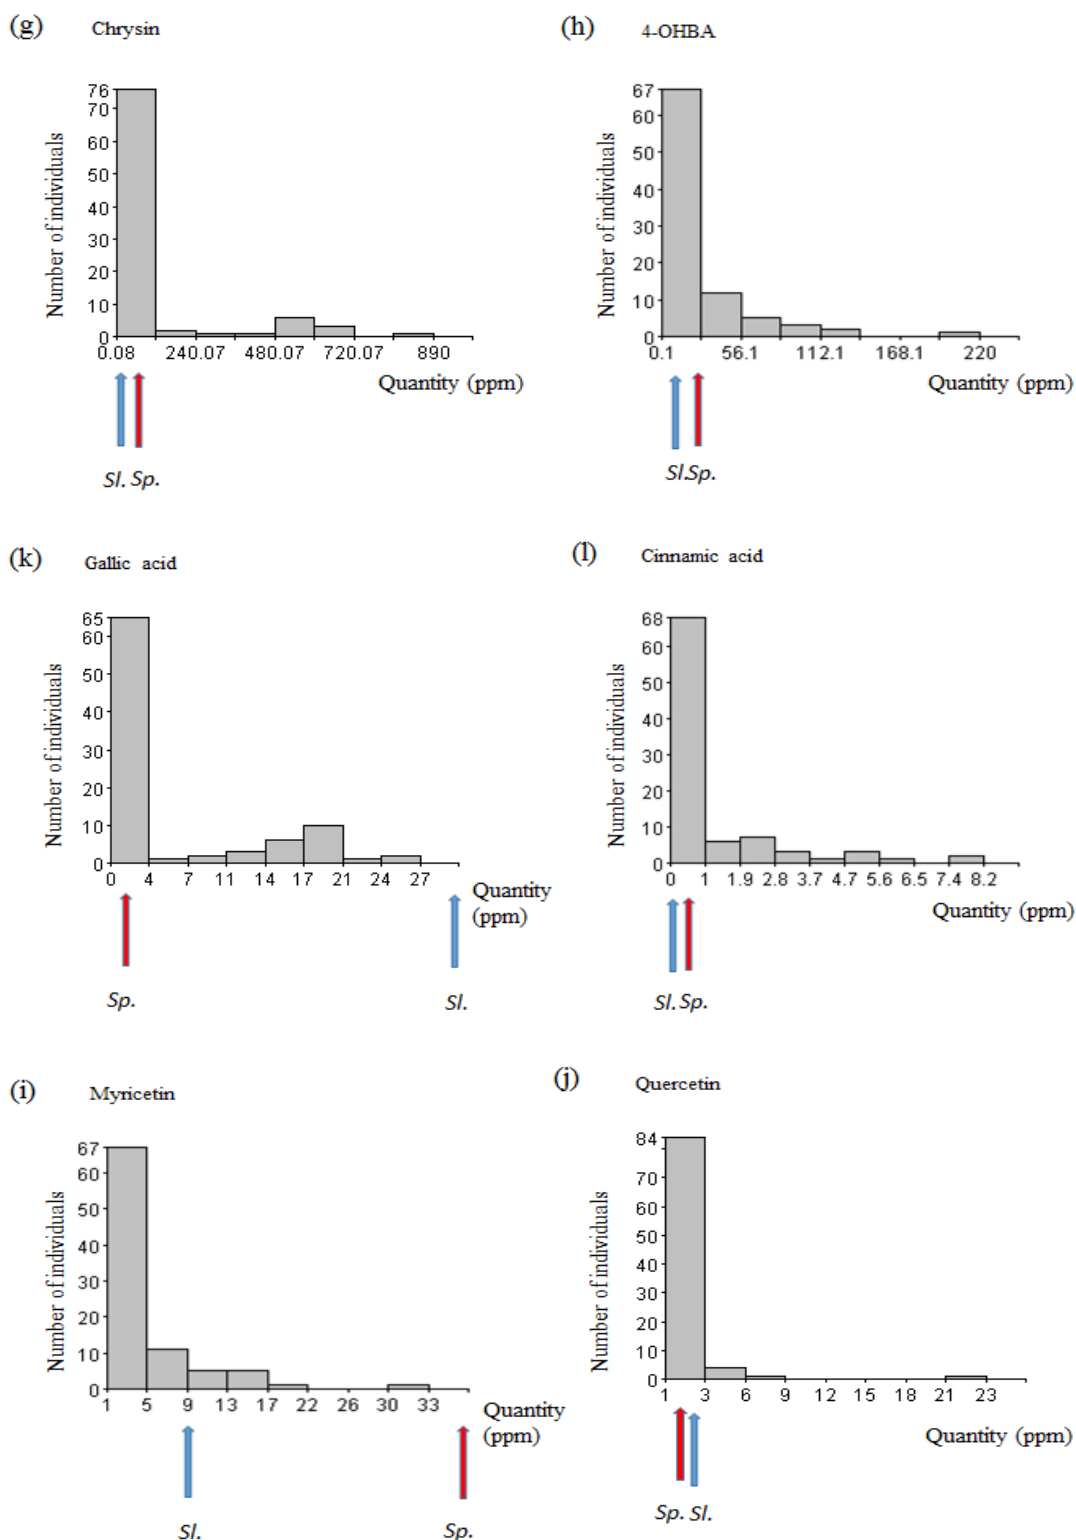 (g) Chrysin
Number of individuals
76
70
60
50
40
30
20
10
0
0.08 240.07 480.07 720.07 890
Quantity (ppm)
Sl. Sp.
(h) 4-OHBA
Number of individuals
67
60
50
40
30
20
10
0
0.1 56.1 112.1 168.1 220
Quantity (ppm)
Sl.Sp.
(k) Gallic acid
Number of individuals
65
60
50
40
30
20
10
0
0 4 7 11 14 17 21 24 27
Quantity
(ppm)
Sp. Sl.
(l) Cinnamic acid
Number of individuals
68
60
50
40
30
20
10
0
0 1 1.9 2.8 3.7 4.7 5.6 6.5 7.4 8.2
Quantity (ppm)
Sl. Sp.
(i) Myricetin
Number of individuals
67
60
50
40
30
20
10
0
1 5 9 13 17 22 26 30 33
Quantity
(ppm)
Sl. Sp.
(j) Quercetin
Number of individuals
84
70
60
50
40
30
20
10
0
1 3 6 9 12 15 18 21 23
Quantity (ppm)
Sp. Sl.